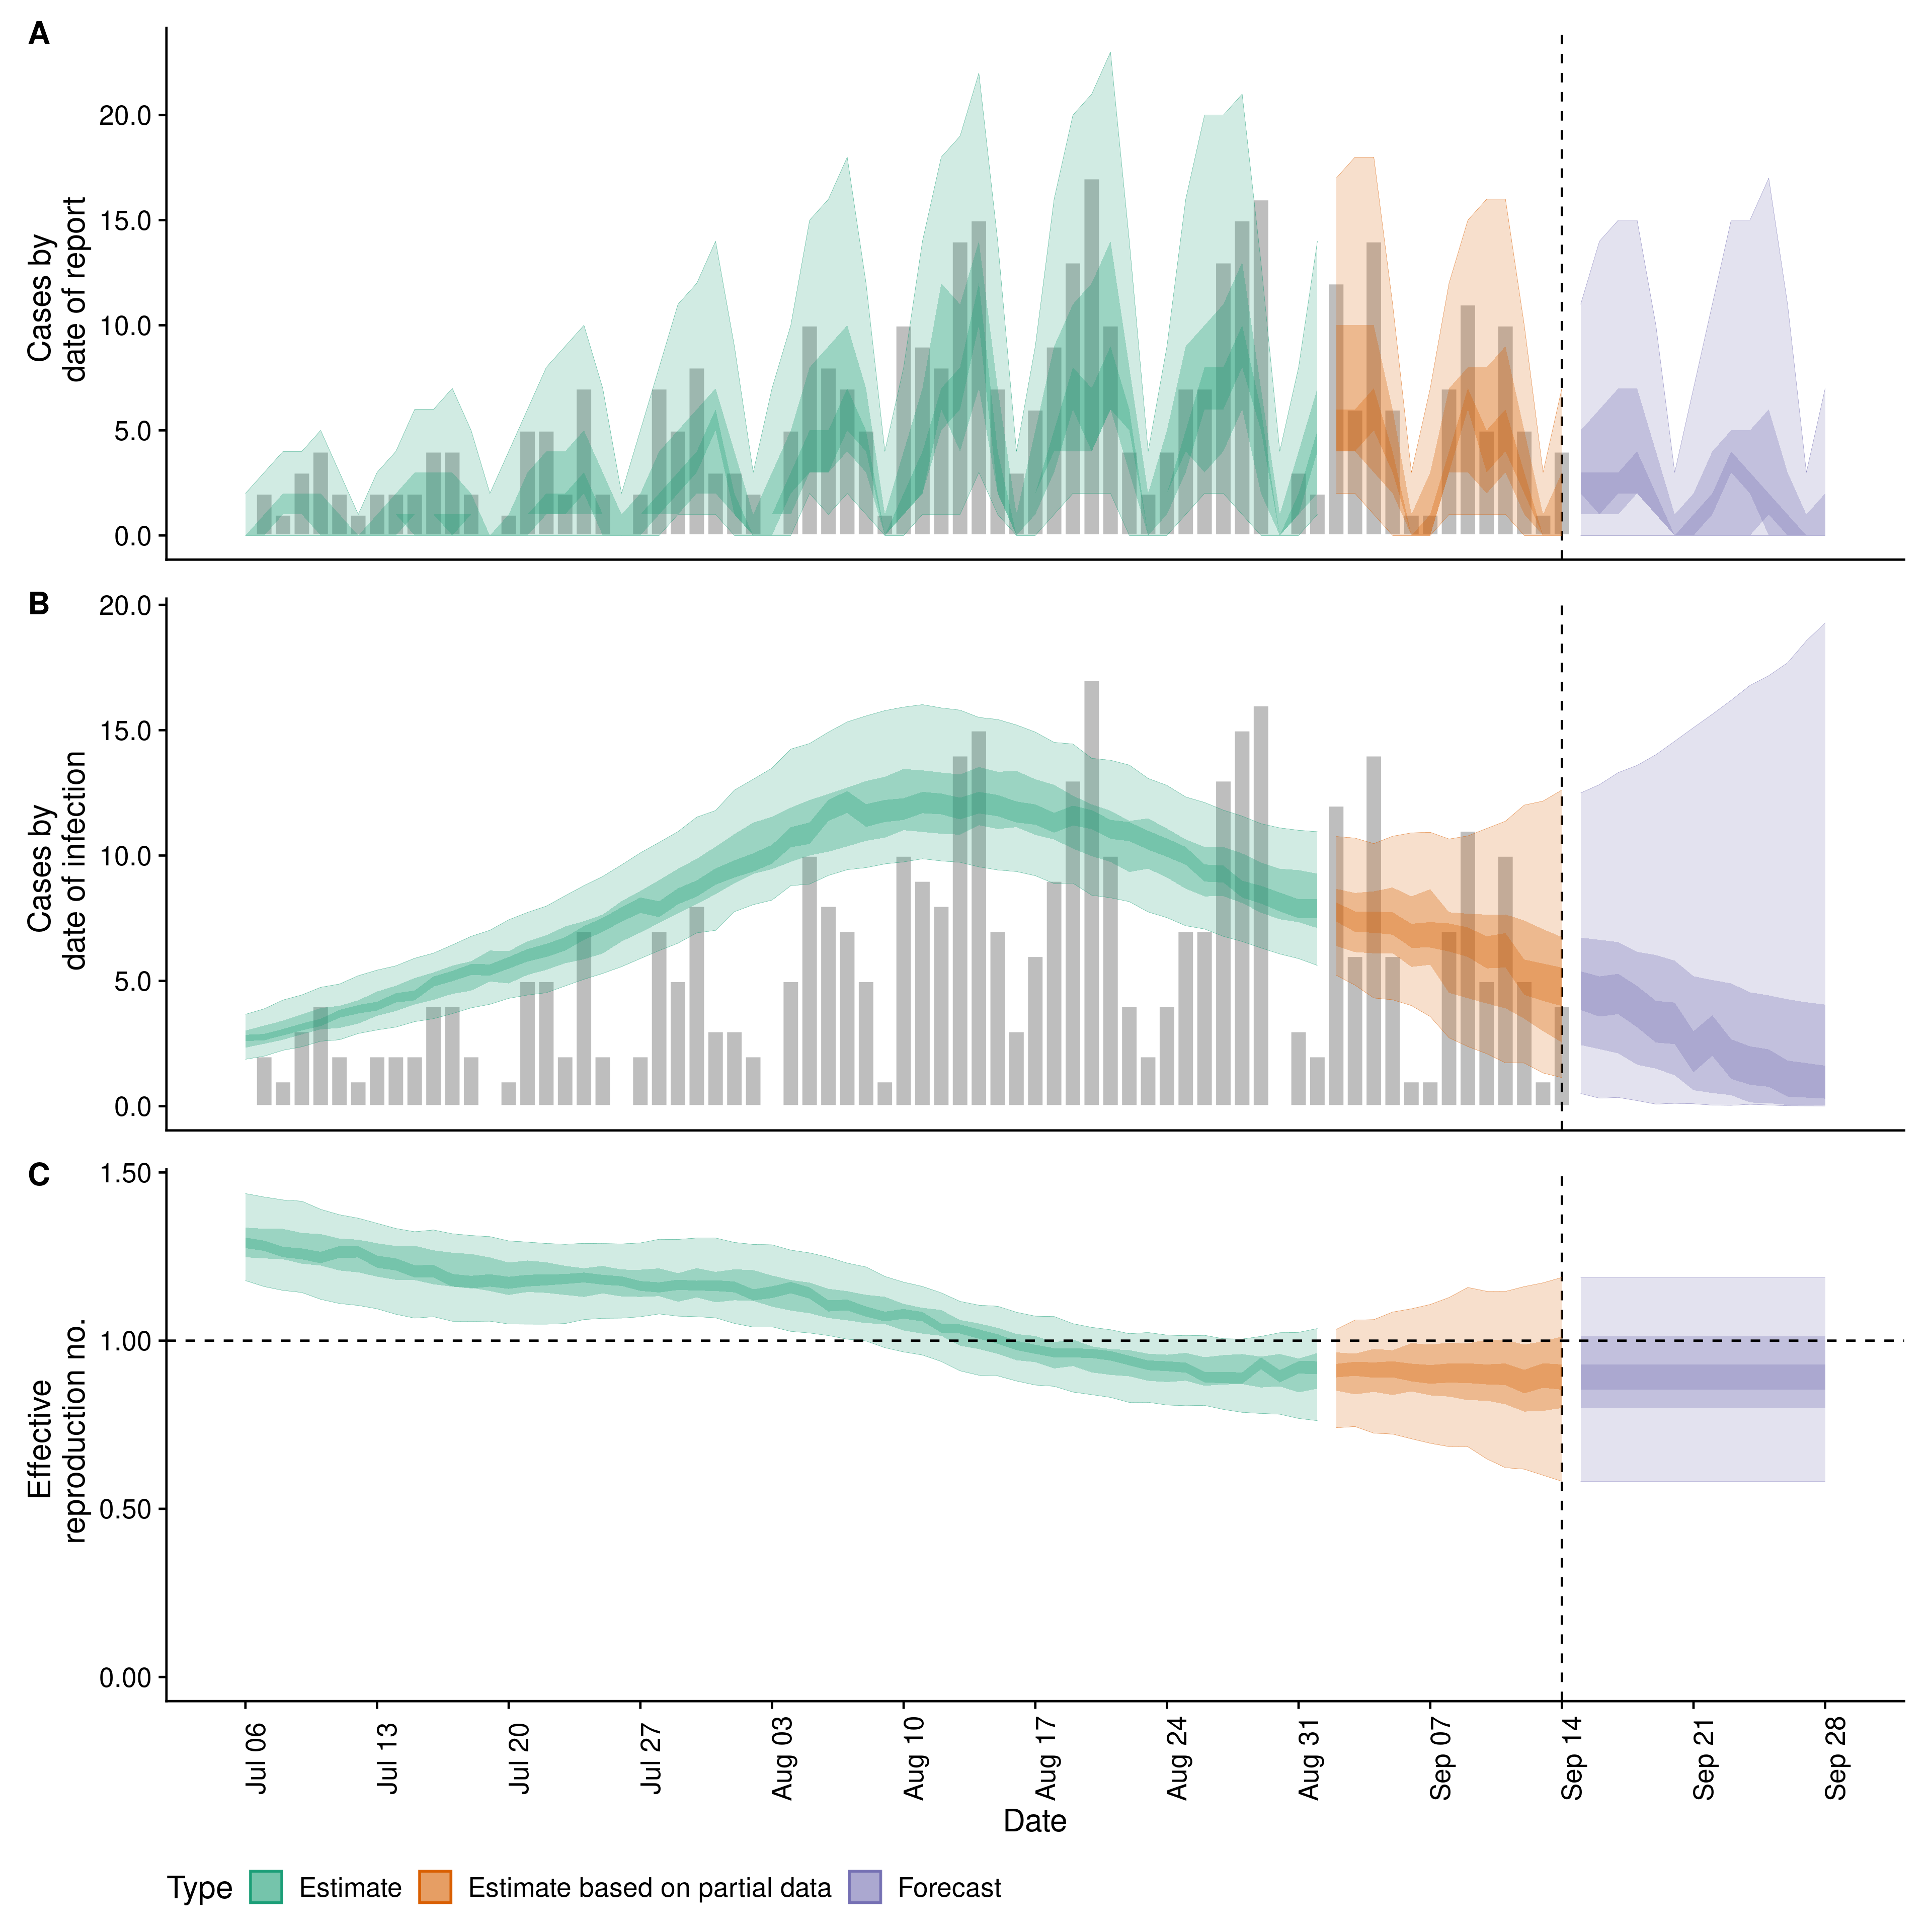 A
Cases by
date of report
20.0
15.0
10.0
5.0
0.0
B
Cases by
date of infection
20.0
15.0
10.0
5.0
0.0
C
Effective
reproduction no.
1.50
1.00
0.50
0.00
Jul 06
Jul 13
Jul 20
Jul 27
Aug 03
Aug 10
Aug 17
Aug 24
Aug 31
Sep 07
Sep 14
Sep 21
Sep 28
Date
Type Estimate Estimate based on partial data Forecast